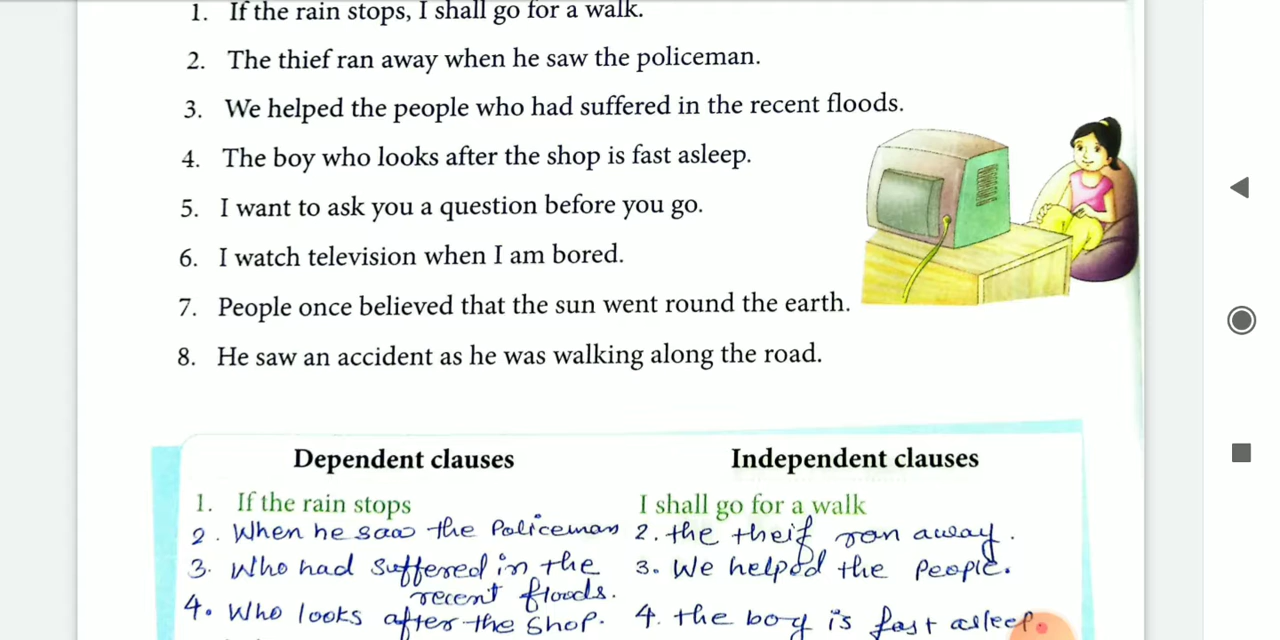 1. If the rain stops, I shall go for a walk.
2. The thief ran away when he saw the policeman.
3. We helped the people who had suffered in the recent floods.
4. The boy who looks after the shop is fast asleep.
5. I want to ask you a question before you go.
6. I watch television when I am bored.
7. People once believed that the sun went round the earth.
8. He saw an accident as he was walking along the road.
Dependent clauses Independent clauses
1. If the rain stops I shall go for a walk
2. When he saw the Policeman 2. the theif ran away.
3. Who had suffered in the 3. We helped the People.
recent floods.
4. Who looks after the shop. 4. the boy is fast asleep.